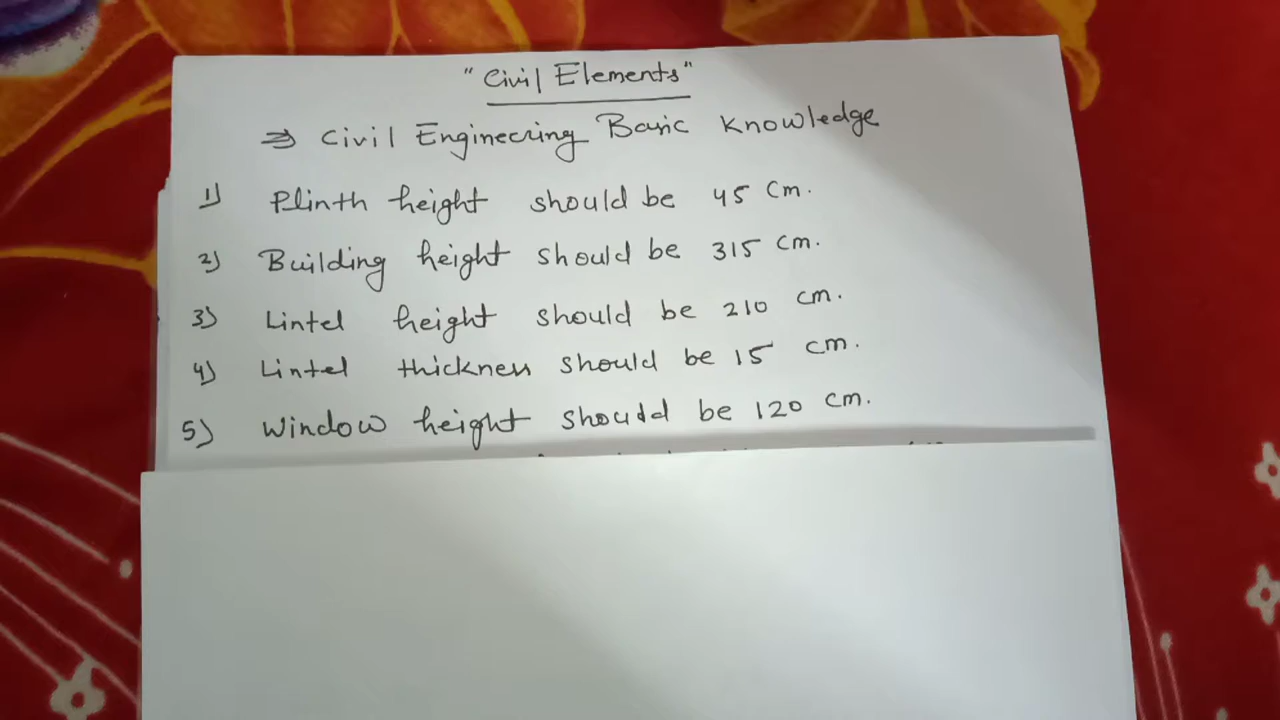 "Civil Elements"
⇒ Civil Engineering Basic Knowledge
1) Plinth height should be 45 cm.
2) Building height should be 315 cm.
3) Lintel height should be 210 cm.
4) Lintel thickness should be 15 cm.
5) Window height should be 120 cm.